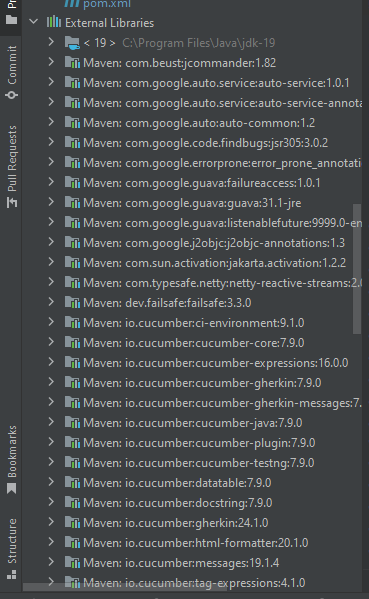 pom.xml
External Libraries
< 19 > C:\Program Files\Java\jdk-19
Maven: com.beust:jcommander:1.82
Maven: com.google.auto.service:auto-service:1.0.1
Maven: com.google.auto.service:auto-service-annota
Maven: com.google.auto:auto-common:1.2
Maven: com.google.code.findbugs:jsr305:3.0.2
Maven: com.google.errorprone:error_prone_annotatio
Maven: com.google.guava:failureaccess:1.0.1
Maven: com.google.guava:guava:31.1-jre
Maven: com.google.guava:listenablefuture:9999.0-en
Maven: com.google.j2objc:j2objc-annotations:1.3
Maven: com.sun.activation:jakarta.activation:1.2.2
Maven: com.typesafe.netty:netty-reactive-streams:2.0
Maven: dev.failsafe:failsafe:3.3.0
Maven: io.cucumber:ci-environment:9.1.0
Maven: io.cucumber:cucumber-core:7.9.0
Maven: io.cucumber:cucumber-expressions:16.0.0
Maven: io.cucumber:cucumber-gherkin:7.9.0
Maven: io.cucumber:cucumber-gherkin-messages:7.
Maven: io.cucumber:cucumber-java:7.9.0
Maven: io.cucumber:cucumber-plugin:7.9.0
Maven: io.cucumber:cucumber-testng:7.9.0
Maven: io.cucumber:datatable:7.9.0
Maven: io.cucumber:docstring:7.9.0
Maven: io.cucumber:gherkin:24.1.0
Maven: io.cucumber:html-formatter:20.1.0
Maven: io.cucumber:messages:19.1.4
Maven: io.cucumber:tag-expressions:4.1.0
Commit
Pull Requests
Bookmarks
Structure